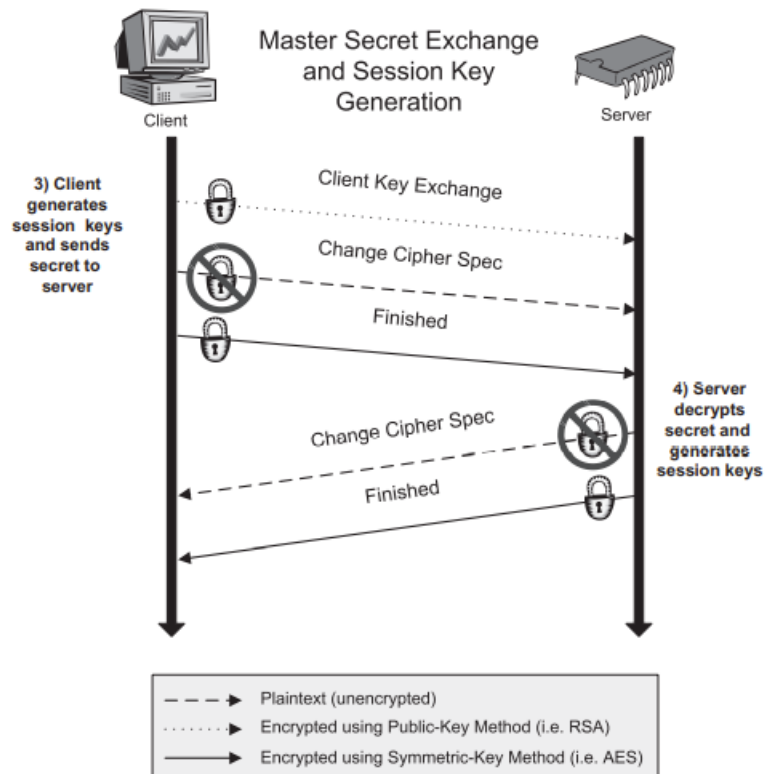 Master Secret Exchange
and Session Key
Generation
Client
Server
3) Client
generates
session keys
and sends
secret to
server
Client Key Exchange
Change Cipher Spec
Finished
4) Server
decrypts
secret and
generates
session keys
Change Cipher Spec
Finished
Plaintext (unencrypted)
Encrypted using Public-Key Method (i.e. RSA)
Encrypted using Symmetric-Key Method (i.e. AES)